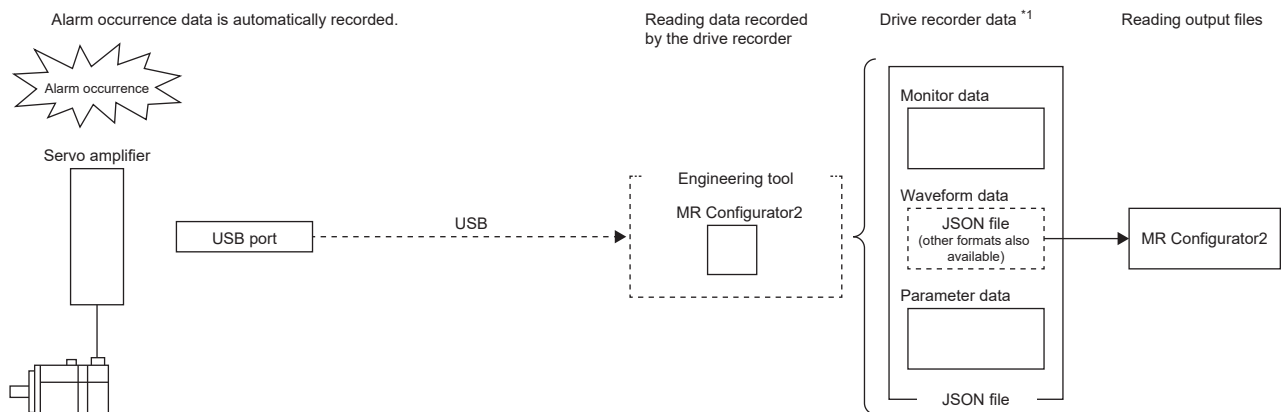 Alarm occurrence data is automatically recorded.
Reading data recorded
by the drive recorder
Drive recorder data *1
Reading output files
Alarm occurrence
Servo amplifier
USB port
USB
Engineering tool
MR Configurator2
Monitor data
Waveform data
JSON file
(other formats also
available)
Parameter data
JSON file
MR Configurator2